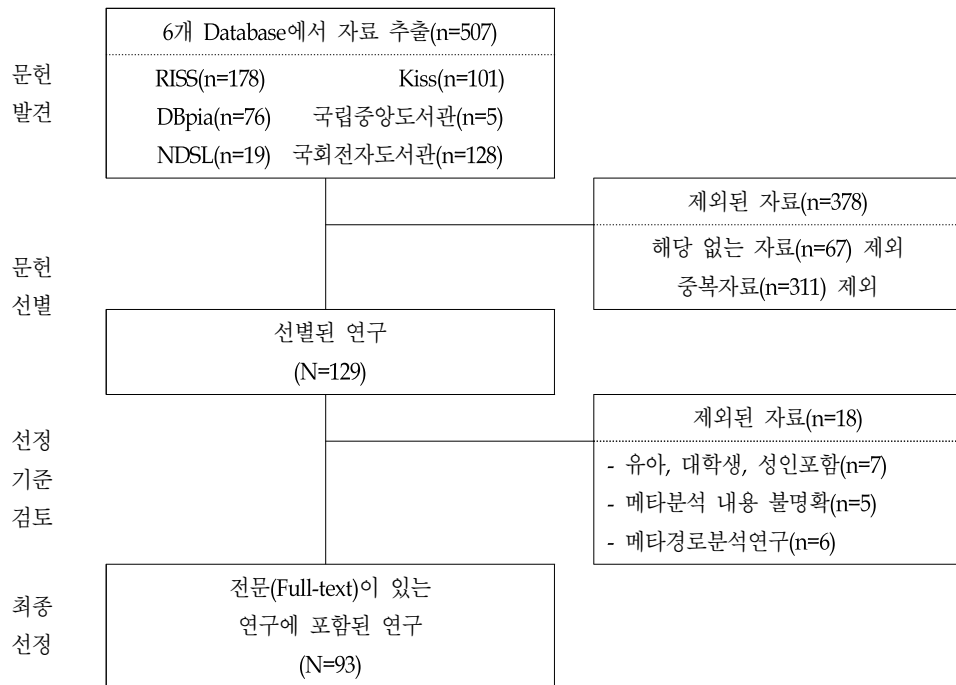 6개 Database에서 자료 추출(n=507)
문헌
발견
RISS(n=178) Kiss(n=101)
DBpia(n=76) 국립중앙도서관(n=5)
NDSL(n=19) 국회전자도서관(n=128)
제외된 자료(n=378)
해당 없는 자료(n=67) 제외
중복자료(n=311) 제외
문헌
선별
선별된 연구
(N=129)
제외된 자료(n=18)
- 유아, 대학생, 성인포함(n=7)
- 메타분석 내용 불명확(n=5)
- 메타경로분석연구(n=6)
선정
기준
검토
전문(Full-text)이 있는
연구에 포함된 연구
(N=93)
최종
선정